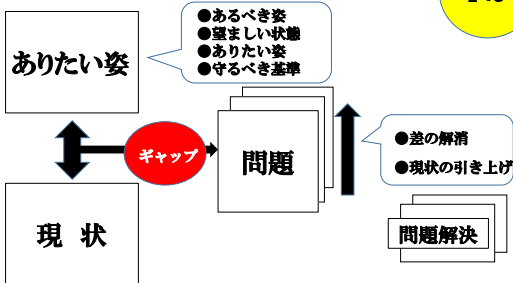 ありたい姿
●あるべき姿
●望ましい状態
●ありたい姿
●守るべき基準
ギャップ
問題
●差の解消
●現状の引き上げ
現 状
問題解決